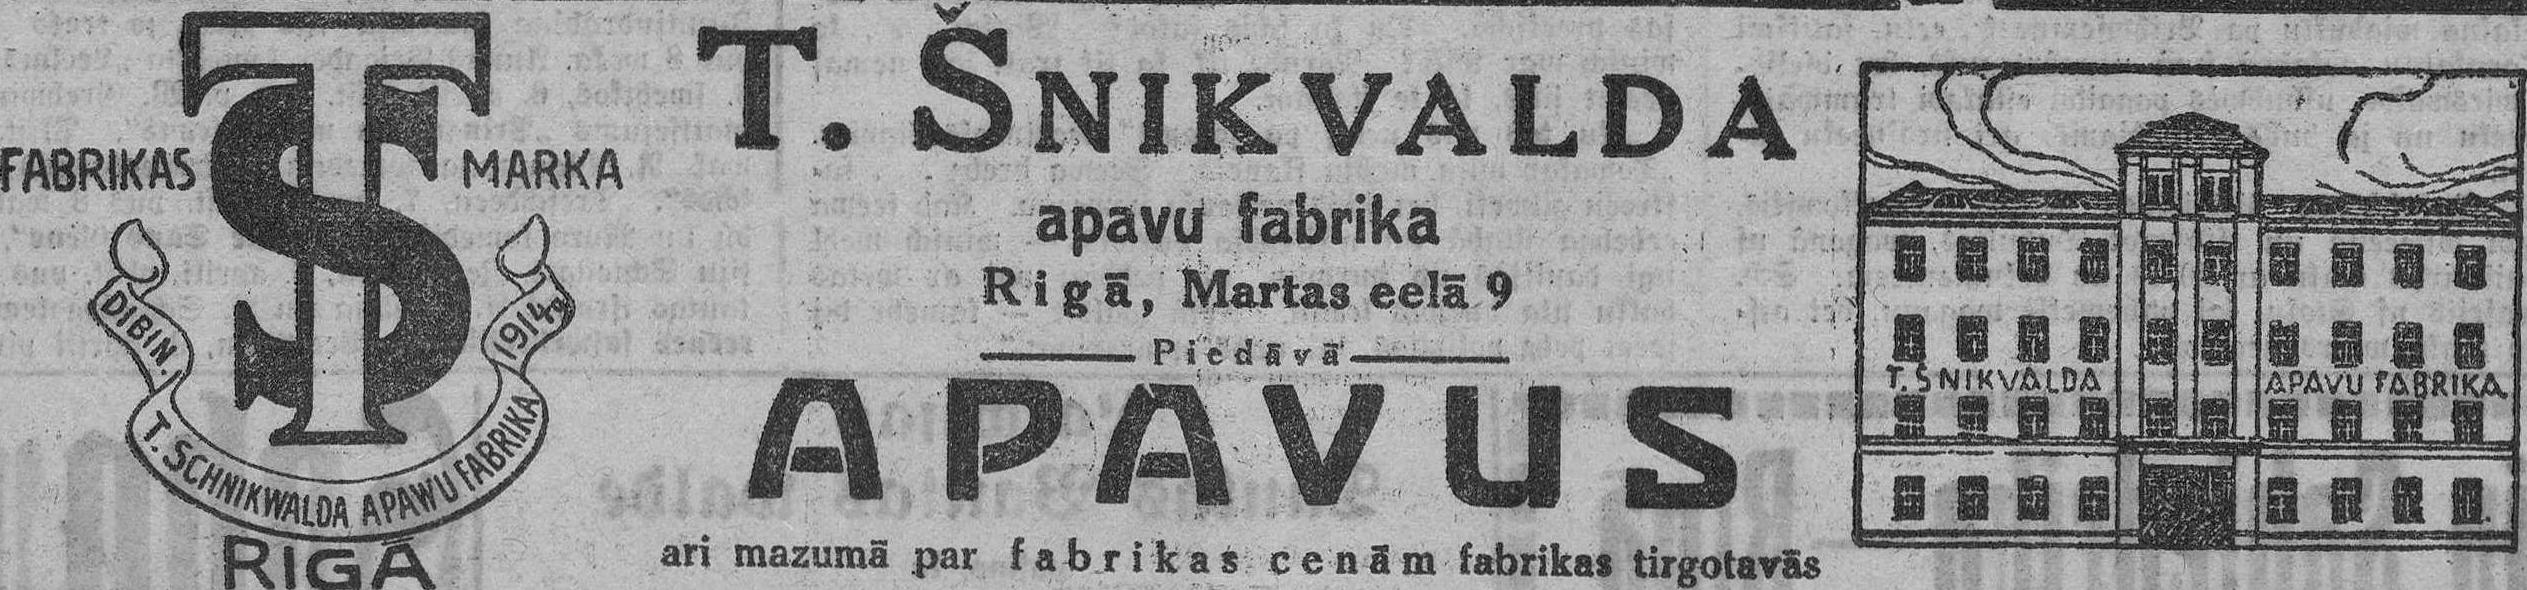 FABRIKAS MARKA
TS
DIBIN. 1914 g.
T. SCHNIKWALDA APAWU FABRIKA
RIGĀ
T. ŠNIKVALDA
apavu fabrika
Rigā, Martas eelā 9
Piedāvā
APAVUS
ari mazumā par fabrikas cenām fabrikas tirgotavās
T. ŠNIKVALDA APAVU FABRIKA